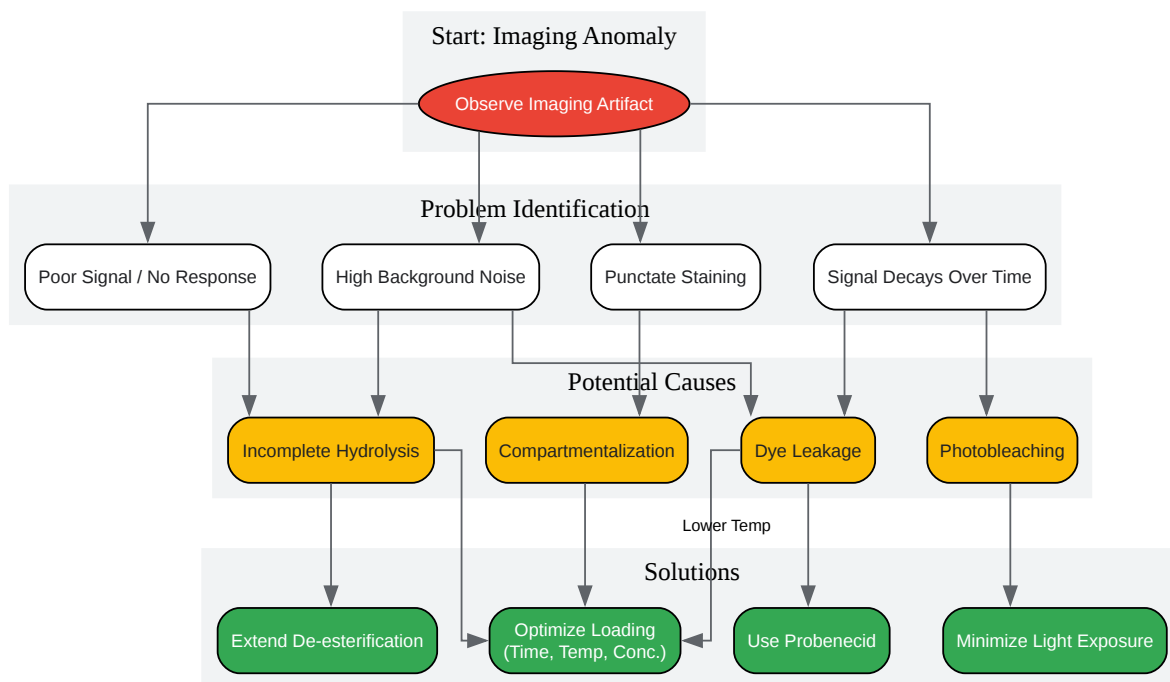 Start: Imaging Anomaly
Observe Imaging Artifact
Problem Identification
Poor Signal / No Response
High Background Noise
Punctate Staining
Signal Decays Over Time
Potential Causes
Incomplete Hydrolysis
Compartmentalization
Dye Leakage
Photobleaching
Lower Temp
Solutions
Extend De-esterification
Optimize Loading
(Time, Temp, Conc.)
Use Probenecid
Minimize Light Exposure